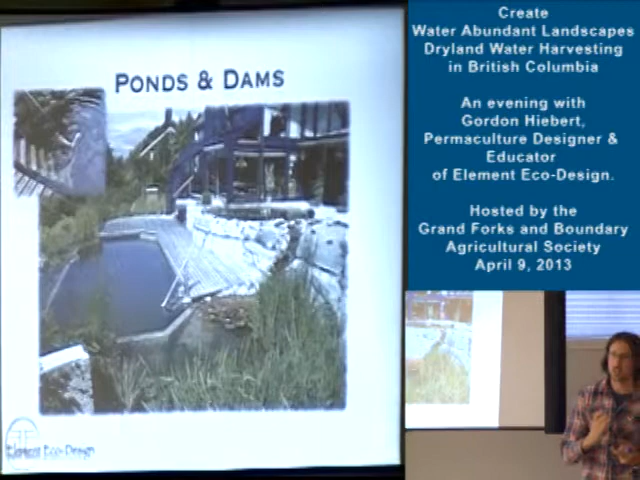 PONDS & DAMS
Element Eco-Design
Create
Water Abundant Landscapes
Dryland Water Harvesting
in British Columbia
An evening with
Gordon Hiebert,
Permaculture Designer &
Educator
of Element Eco-Design.
Hosted by the
Grand Forks and Boundary
Agricultural Society
April 9, 2013